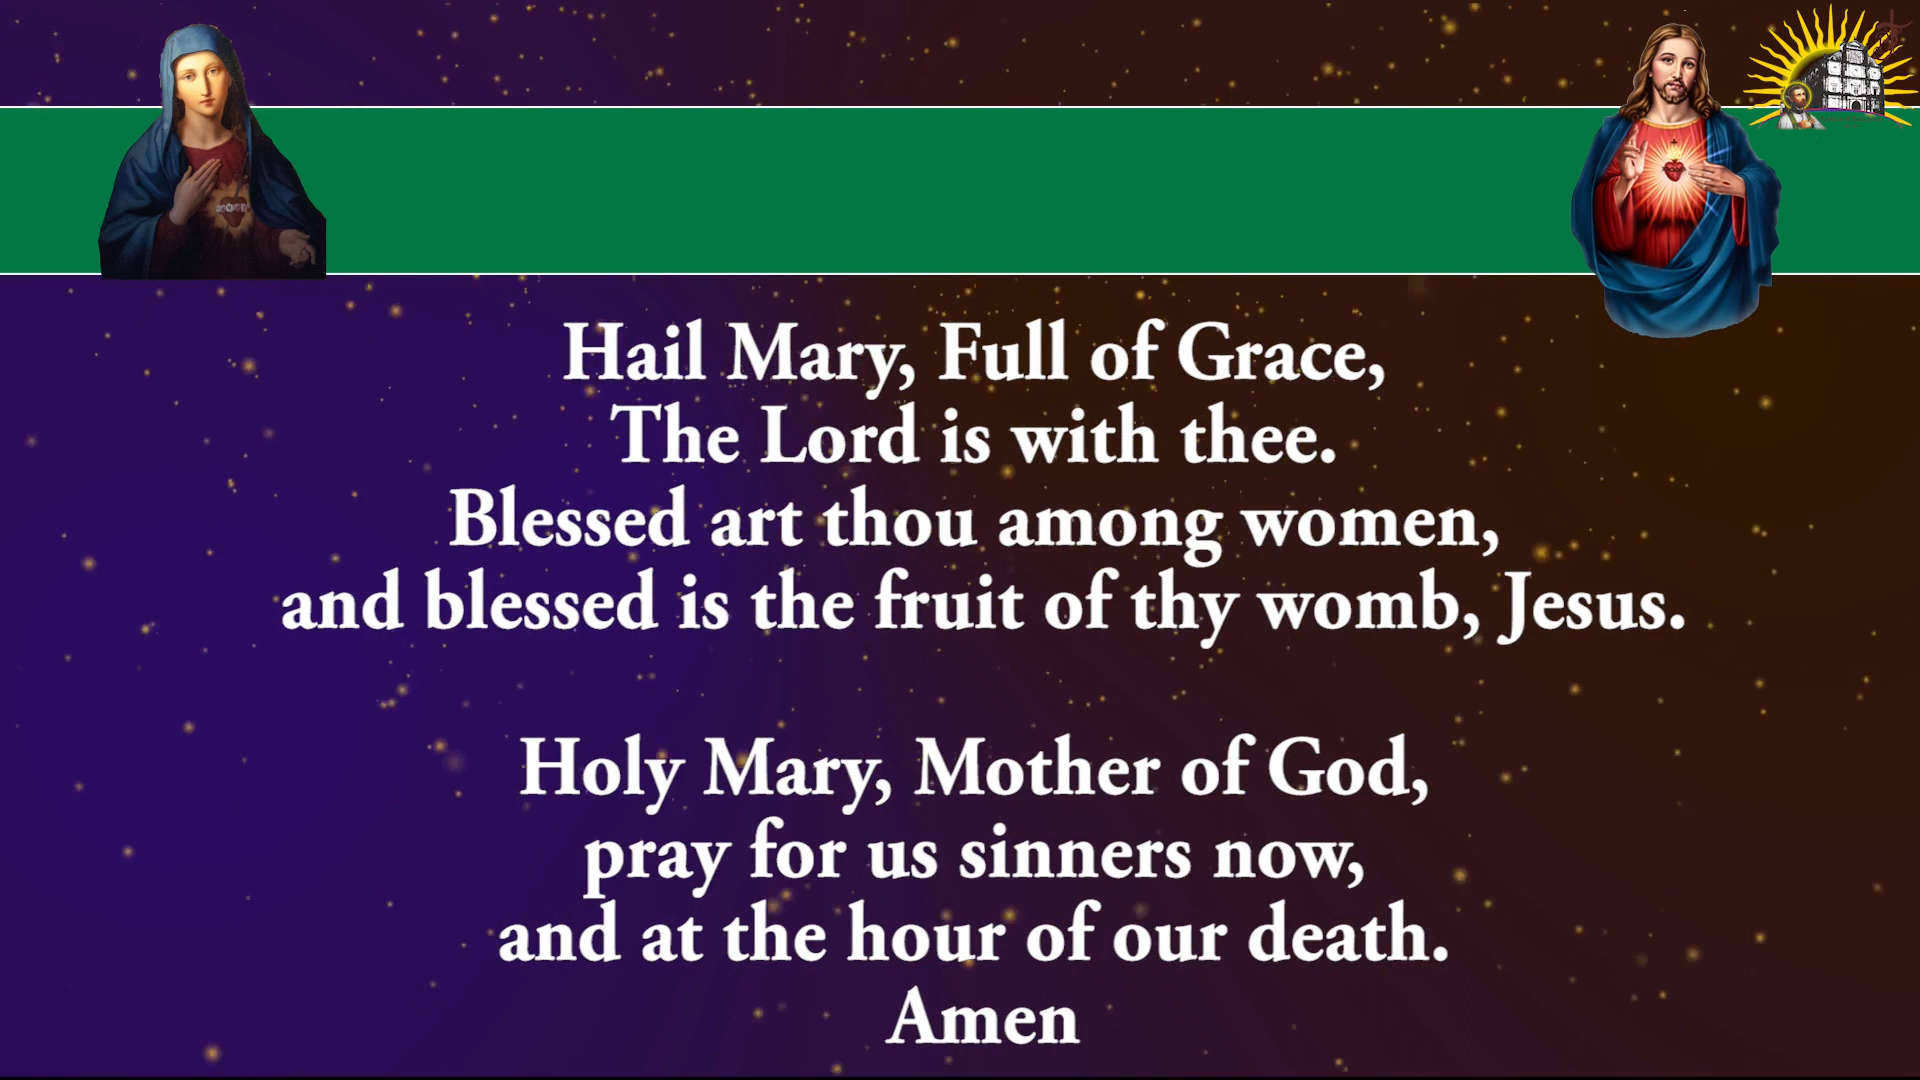 Hail Mary, Full of Grace,
The Lord is with thee.
Blessed art thou among women,
and blessed is the fruit of thy womb, Jesus.
Holy Mary, Mother of God,
pray for us sinners now,
and at the hour of our death.
Amen